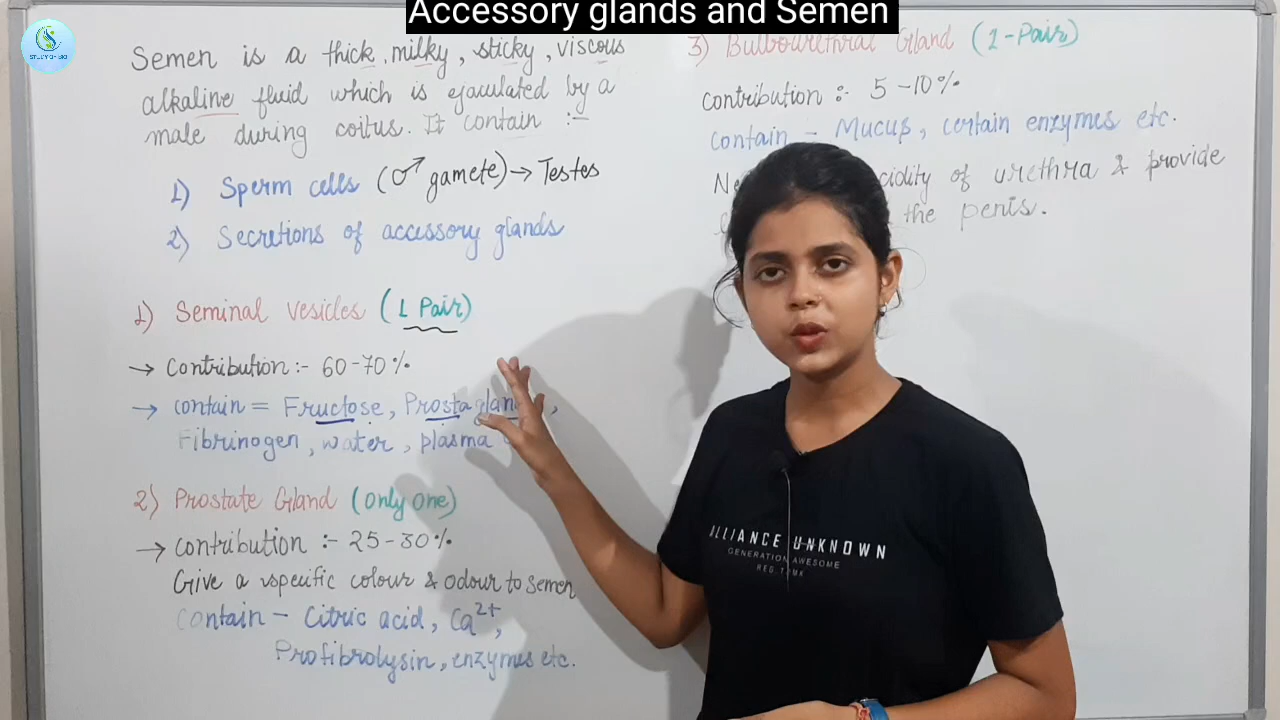 Accessory glands and Semen
Semen is a thick, milky, sticky, viscous
alkaline fluid which is ejaculated by a
male during coitus. It contain :-
1) Sperm cells (♂ gamete) → Testes
2) Secretions of accessory glands
1) Seminal vesicles (1 Pair)
→ Contribution :- 60-70%
→ contain = Fructose, Prostagland ,
Fibrinogen, water, plasma
2) Prostate Gland (only one)
→ contribution :- 25-30%
Give a specific colour & odour to semen
Contain - Citric acid, Ca²⁺,
Profibrolysin, enzymes etc.
3) Bulbourethral Gland (1-Pair)
contribution :- 5-10%
contain - Mucus, certain enzymes etc.
Ne cidity of urethra & provide
the penis.
ALLIANCE UNKNOWN
GENERATION AWESOME